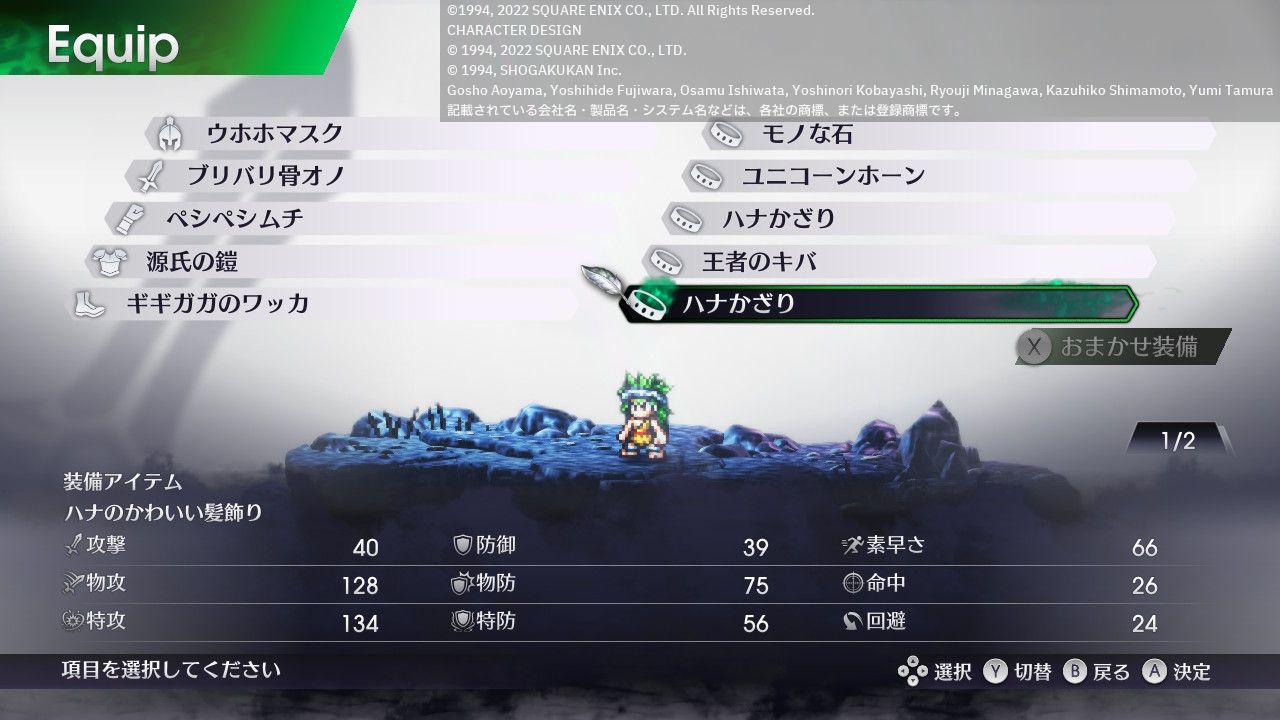 Equip
©1994, 2022 SQUARE ENIX CO., LTD. All Rights Reserved.
CHARACTER DESIGN
© 1994, 2022 SQUARE ENIX CO., LTD.
© 1994, SHOGAKUKAN Inc.
Gosho Aoyama, Yoshihide Fujiwara, Osamu Ishiwata, Yoshinori Kobayashi, Ryouji Minagawa, Kazuhiko Shimamoto, Yumi Tamura
記載されている会社名・製品名・システム名などは、各社の商標、または登録商標です。
ウホホマスク
モノな石
ブリバリ骨オノ
ユニコーンホーン
ペシペシムチ
ハナかざり
源氏の鎧
王者のキバ
ギギガガのワッカ
ハナかざり
X おまかせ装備
1/2
装備アイテム
ハナのかわいい髪飾り
攻撃 40 防御 39 素早さ 66
物攻 128 物防 75 命中 26
特攻 134 特防 56 回避 24
項目を選択してください
選択 Y 切替 B 戻る A 決定